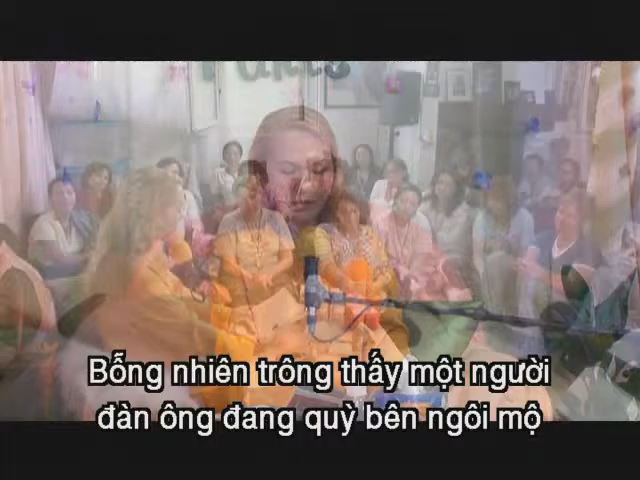 Bỗng nhiên trông thấy một người
đàn ông đang quỳ bên ngôi mộ